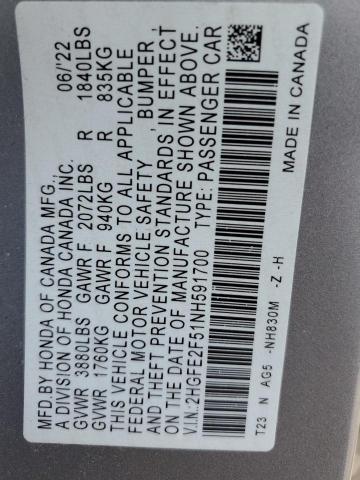 MFD.BY HONDA OF CANADA MFG., 06/'22
A DIVISION OF HONDA CANADA INC.
GVWR 3880LBS GAWR F 2072LBS R 1840LBS
GVWR 1760KG GAWR F 940KG R 835KG
THIS VEHICLE CONFORMS TO ALL APPLICABLE
FEDERAL MOTOR VEHICLE SAFETY, BUMPER,
AND THEFT PREVENTION STANDARDS IN EFFECT
ON THE DATE OF MANUFACTURE SHOWN ABOVE.
V.I.N.:2HGFE2F51NH591700 TYPE: PASSENGER CAR
T23 N AG5 -NH830M -Z -H MADE IN CANADA